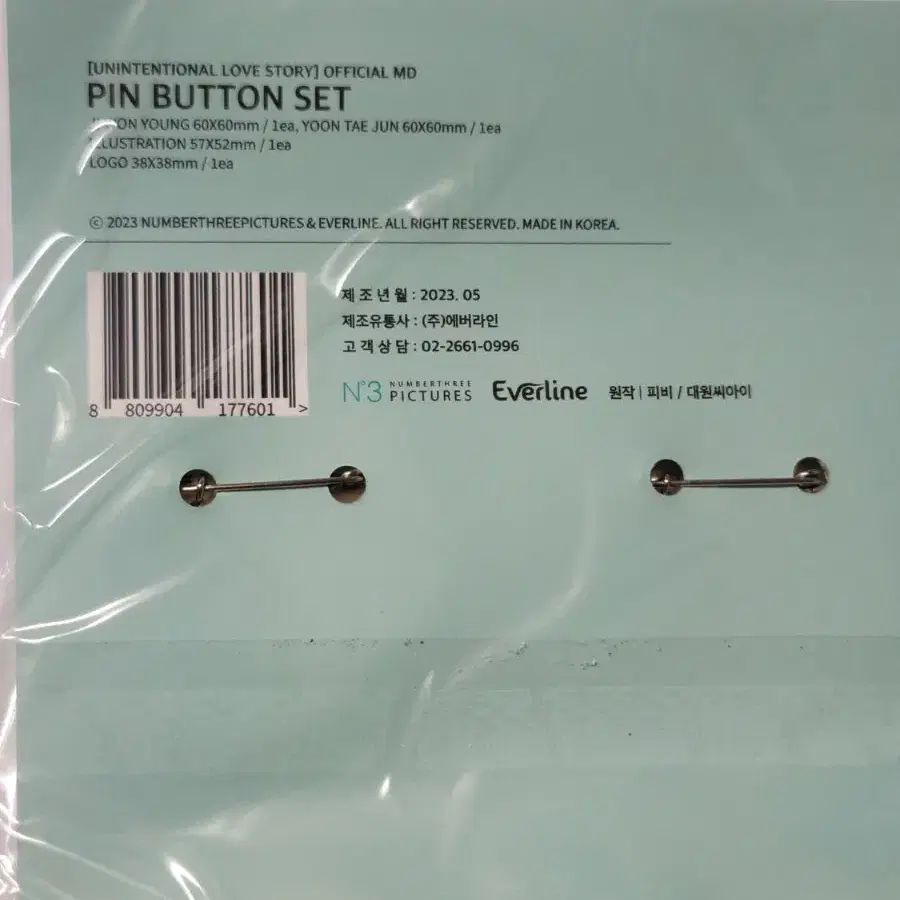 [UNINTENTIONAL LOVE STORY] OFFICIAL MD
PIN BUTTON SET
YOUNG 60X60mm / 1ea, YOON TAE JUN 60X60mm / 1ea
ILLUSTRATION 57X52mm / 1ea
LOGO 38X38mm / 1ea
ⓒ 2023 NUMBERTHREEPICTURES & EVERLINE. ALL RIGHT RESERVED. MADE IN KOREA.
8 809904 177601 >
제 조 년 월 : 2023. 05
제조유통사 : (주)에버라인
고 객 상 담 : 02-2661-0996
N°3 NUMBERTHREE PICTURES Everline 원작 | 피비 / 대원씨아이